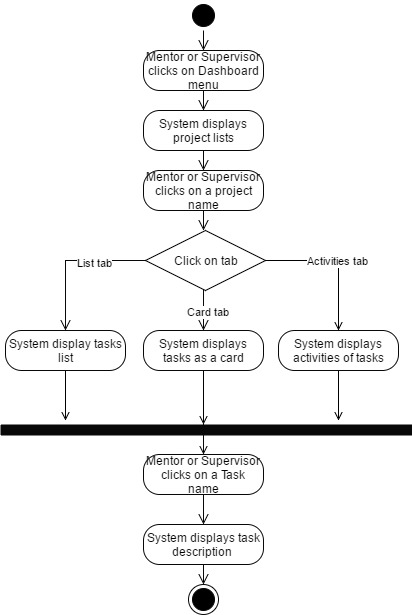 Mentor or Supervisor
clicks on Dashboard
menu
System displays
project lists
Mentor or Supervisor
clicks on a project
name
Click on tab
List tab
Activities tab
Card tab
System display tasks
list
System displays
tasks as a card
System displays
activities of tasks
Mentor or Supervisor
clicks on a Task
name
System displays task
description